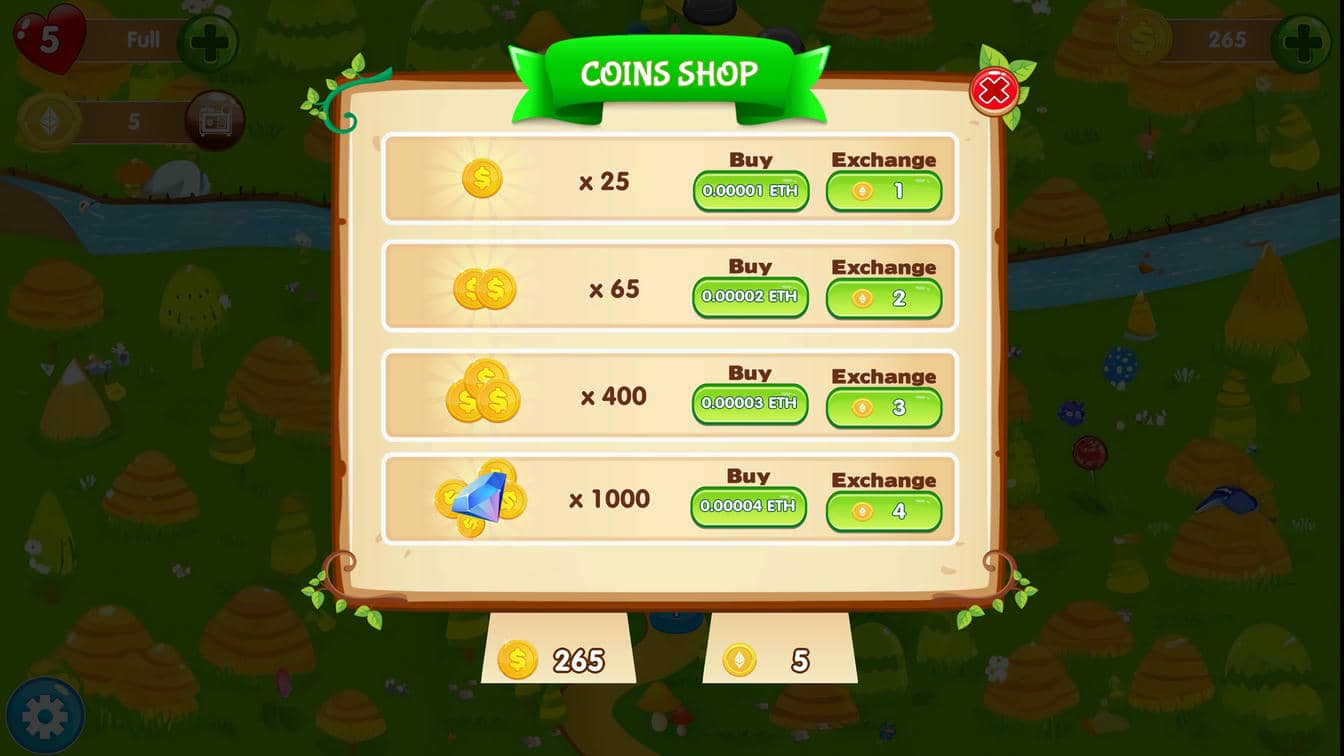 5
Full
265
5
COINS SHOP
x 25
Buy
0.00001 ETH
Exchange
1
x 65
Buy
0.00002 ETH
Exchange
2
x 400
Buy
0.00003 ETH
Exchange
3
x 1000
Buy
0.00004 ETH
Exchange
4
265
5